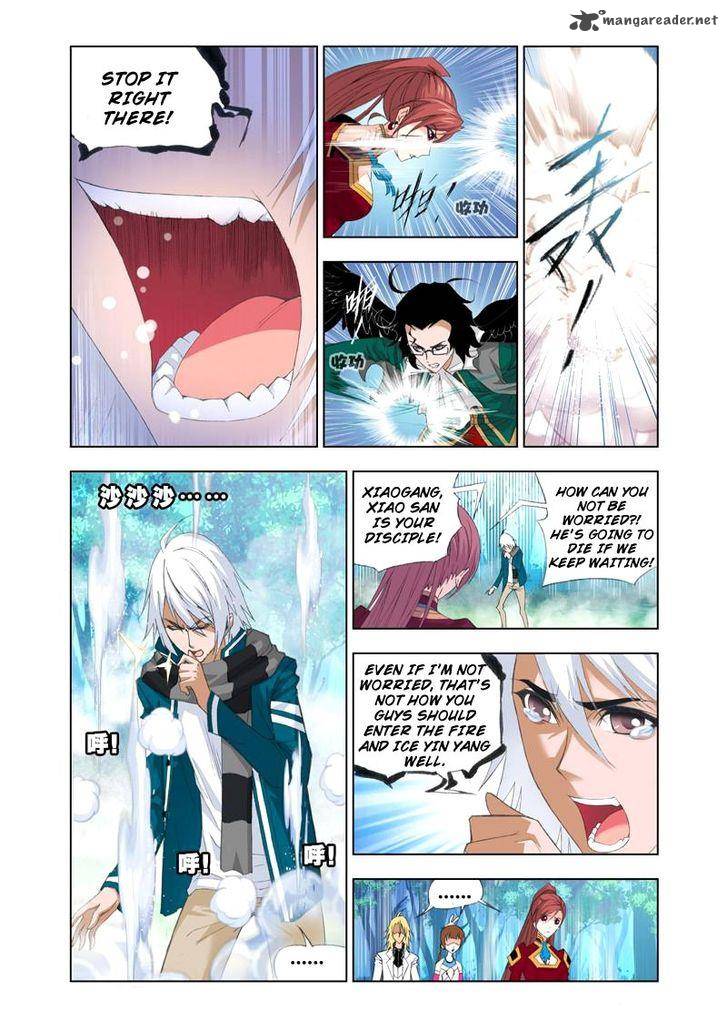 mangareader.net
STOP IT
RIGHT
THERE!
啪!
收功
啪!
收功
沙沙沙……
呼!
呼!
呼!
......
XIAOGANG,
XIAO SAN
IS YOUR
DISCIPLE!
HOW CAN
YOU NOT
BE
WORRIED?!
HE'S GOING
TO
DIE IF WE
KEEP WAITING!
EVEN IF I'M NOT
WORRIED, THAT'S
NOT HOW YOU
GUYS SHOULD
ENTER THE FIRE
AND ICE YIN YANG
WELL.
......